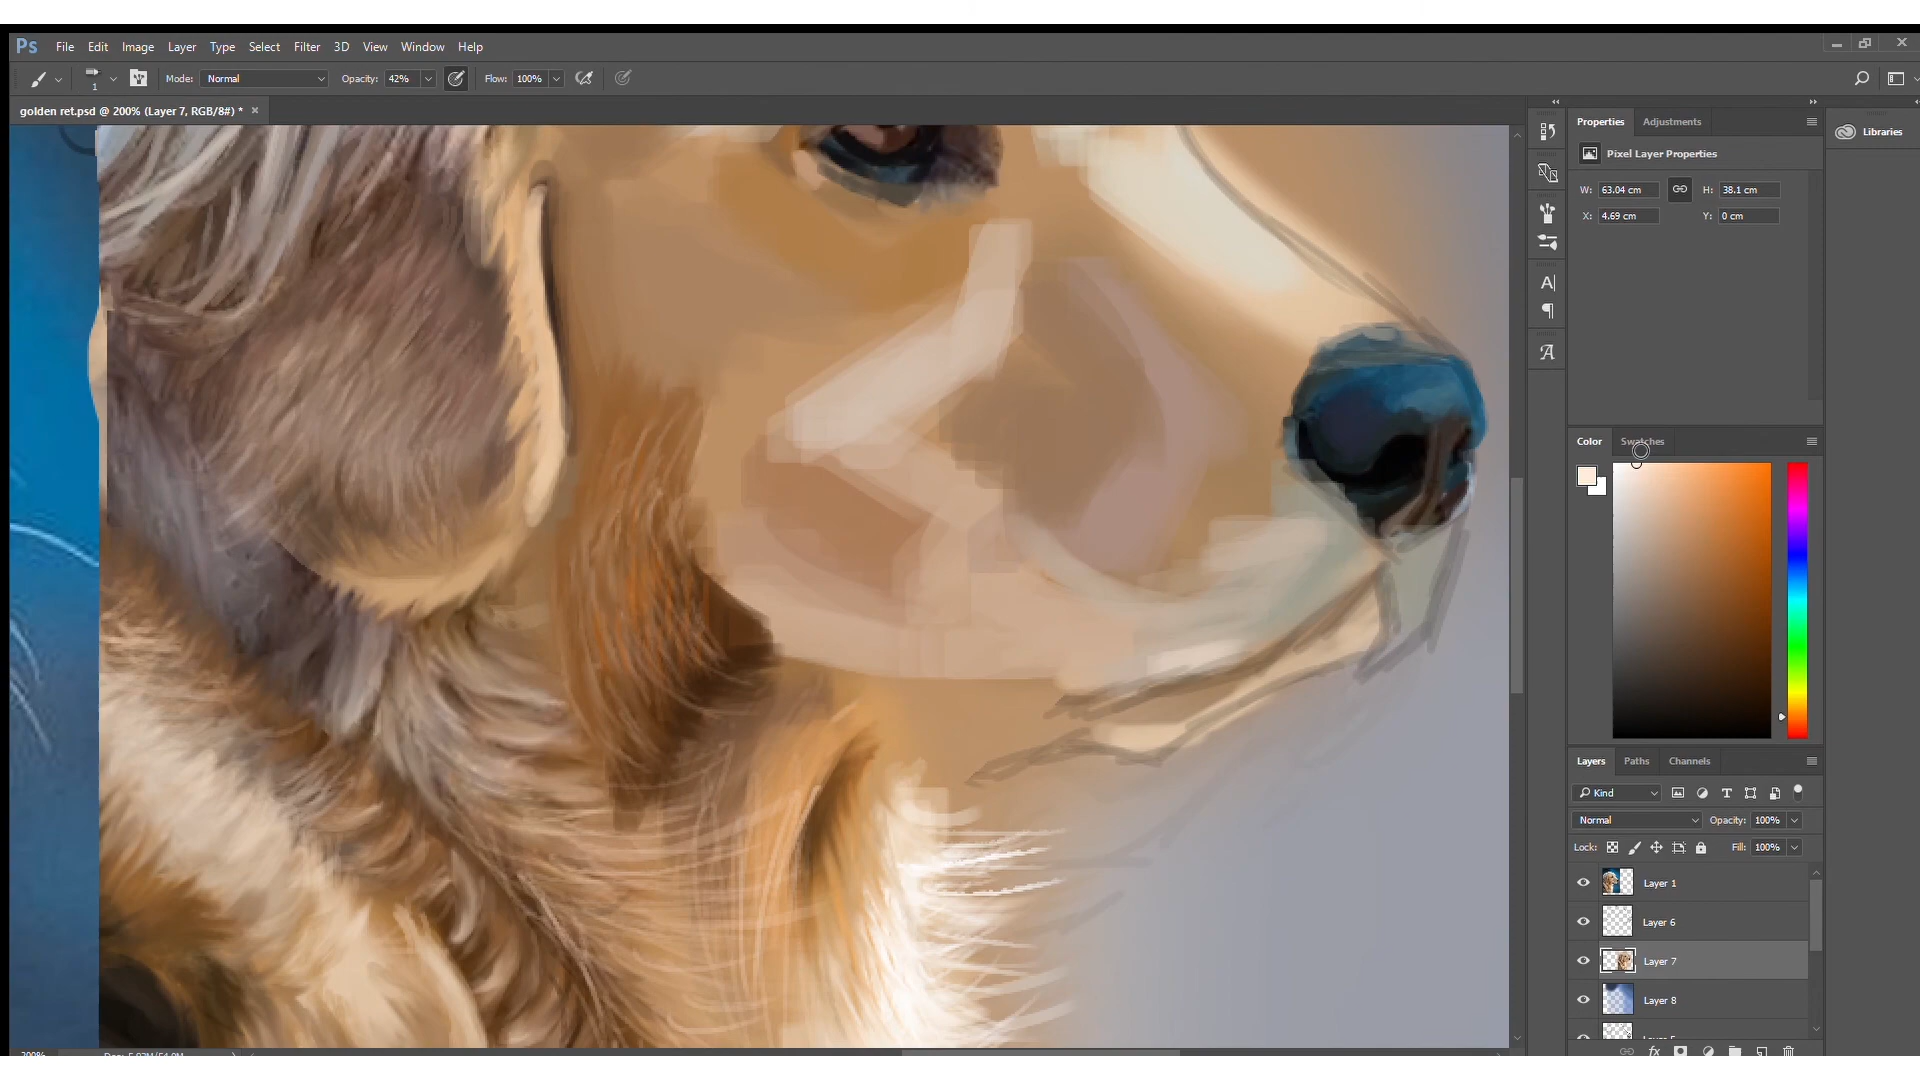 Ps File Edit Image Layer Type Select Filter 3D View Window Help
1 Mode: Normal Opacity: 42% Flow: 100%
golden ret.psd @ 200% (Layer 7, RGB/8#) *
Properties Adjustments
Libraries
Pixel Layer Properties
W: 63.04 cm H: 38.1 cm
X: 4.69 cm Y: 0 cm
Color Swatches
Layers Paths Channels
Kind
Normal Opacity: 100%
Lock: Fill: 100%
Layer 1
Layer 6
Layer 7
Layer 8